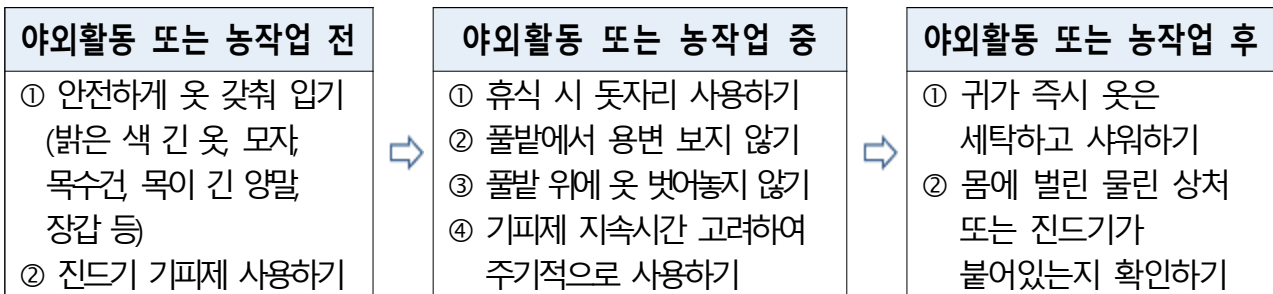 야외활동 또는 농작업 전
① 안전하게 옷 갖춰 입기
(밝은 색 긴 옷, 모자,
목수건, 목이 긴 양말,
장갑 등)
② 진드기 기피제 사용하기
야외활동 또는 농작업 중
① 휴식 시 돗자리 사용하기
② 풀밭에서 용변 보지 않기
③ 풀밭 위에 옷 벗어놓지 않기
④ 기피제 지속시간 고려하여
주기적으로 사용하기
야외활동 또는 농작업 후
① 귀가 즉시 옷은
세탁하고 샤워하기
② 몸에 벌린 물린 상처
또는 진드기가
붙어있는지 확인하기